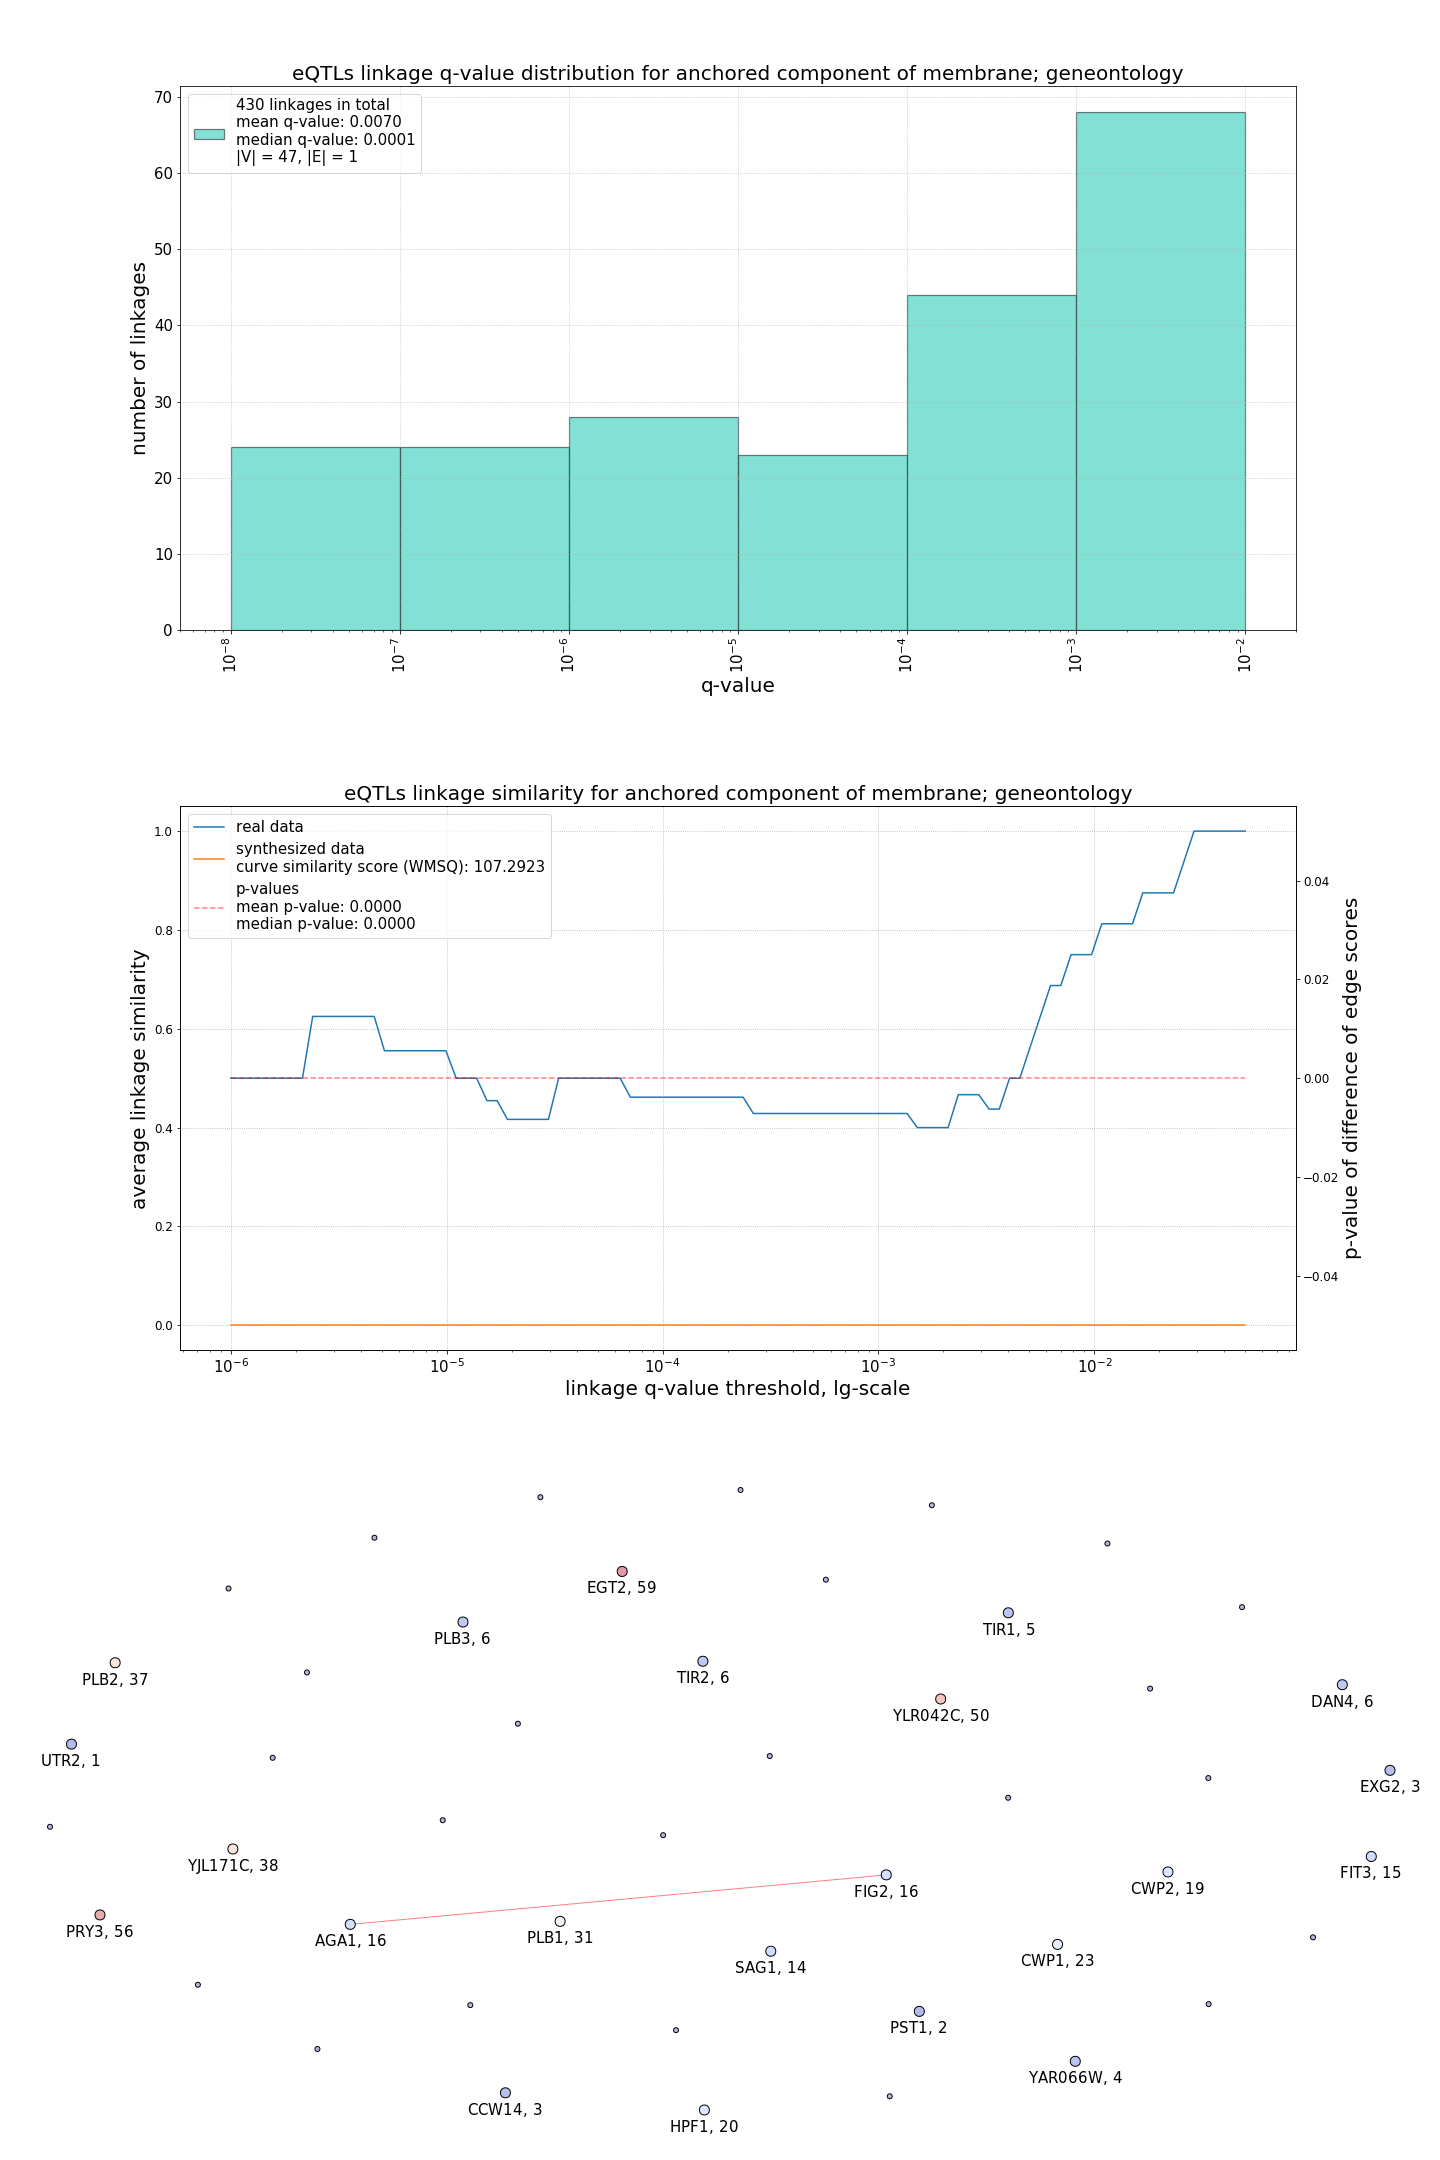 eQTLs linkage q-value distribution for anchored component of membrane; geneontology
430 linkages in total
mean q-value: 0.0070
median q-value: 0.0001
|V| = 47, |E| = 1
number of linkages
70
60
50
40
30
20
10
0
10⁻⁸
10⁻⁷
10⁻⁶
10⁻⁵
10⁻⁴
10⁻³
10⁻²
q-value
eQTLs linkage similarity for anchored component of membrane; geneontology
real data
synthesized data
curve similarity score (WMSQ): 107.2923
p-values
mean p-value: 0.0000
median p-value: 0.0000
average linkage similarity
1.0
0.8
0.6
0.4
0.2
0.0
0.04
0.02
0.00
−0.02
−0.04
p-value of difference of edge scores
10⁻⁶
10⁻⁵
10⁻⁴
10⁻³
10⁻²
linkage q-value threshold, lg-scale
EGT2, 59
TIR1, 5
PLB3, 6
PLB2, 37
TIR2, 6
DAN4, 6
YLR042C, 50
UTR2, 1
EXG2, 3
YJL171C, 38
FIT3, 15
CWP2, 19
FIG2, 16
PRY3, 56
AGA1, 16
PLB1, 31
CWP1, 23
SAG1, 14
PST1, 2
YAR066W, 4
CCW14, 3
HPF1, 20